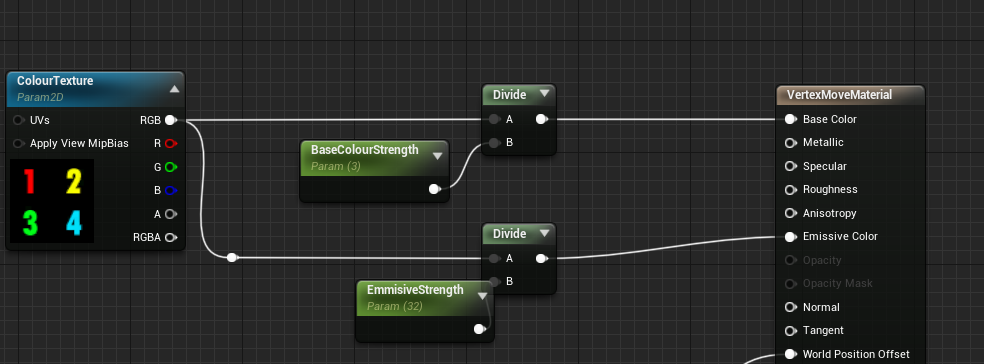 ColourTexture
Param2D
UVs
RGB
Apply View MipBias
R
G
B
A
RGBA
1 2
3 4
BaseColourStrength
Param (3)
Divide
A
B
Divide
A
B
EmmisiveStrength
Param (32)
VertexMoveMaterial
Base Color
Metallic
Specular
Roughness
Anisotropy
Emissive Color
Opacity
Opacity Mask
Normal
Tangent
World Position Offset